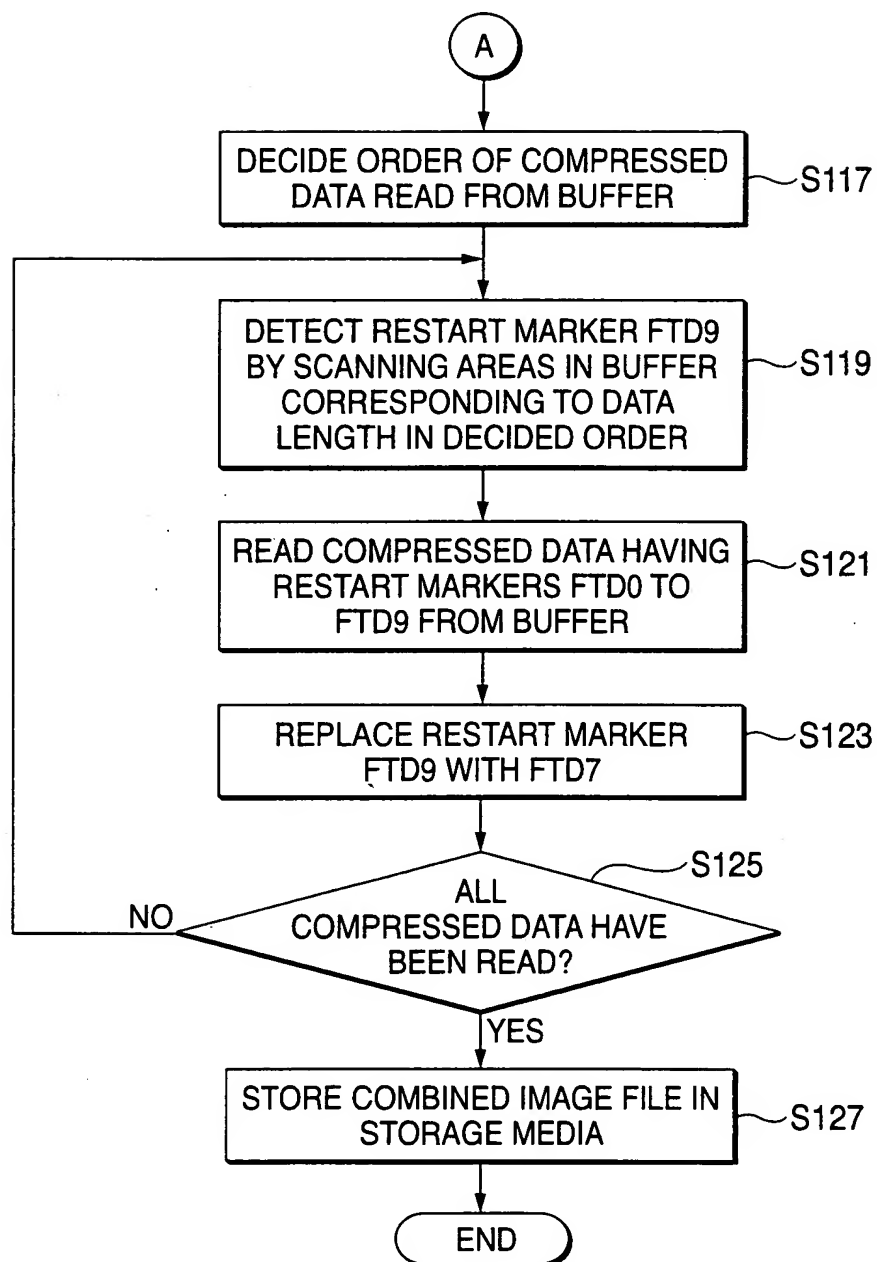 A
DECIDE ORDER OF COMPRESSED
DATA READ FROM BUFFER
S117
DETECT RESTART MARKER FTD9
BY SCANNING AREAS IN BUFFER
CORRESPONDING TO DATA
LENGTH IN DECIDED ORDER
S119
READ COMPRESSED DATA HAVING
RESTART MARKERS FTD0 TO
FTD9 FROM BUFFER
S121
REPLACE RESTART MARKER
FTD9 WITH FTD7
S123
S125
ALL
COMPRESSED DATA HAVE
BEEN READ?
NO
YES
STORE COMBINED IMAGE FILE IN
STORAGE MEDIA
S127
END